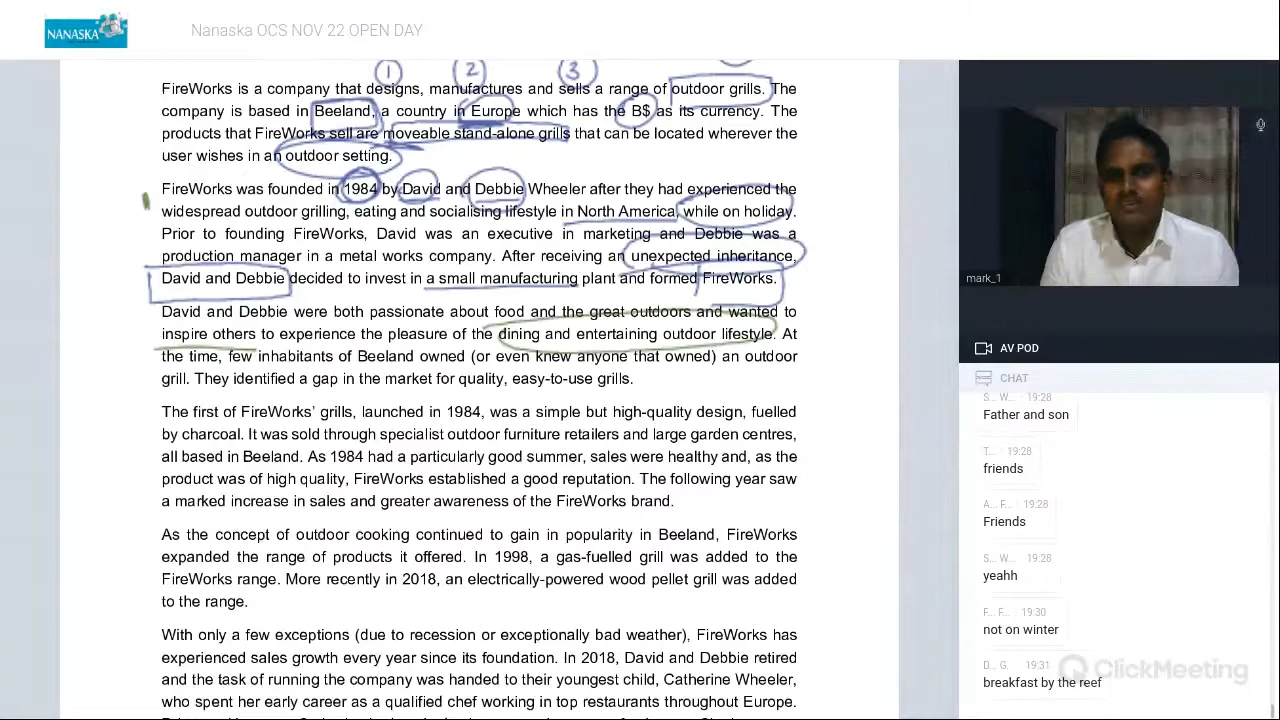 NANASKA
Nanaska OCS NOV 22 OPEN DAY
1 2 3
FireWorks is a company that designs, manufactures and sells a range of outdoor grills. The
company is based in Beeland, a country in Europe which has the B$ as its currency. The
products that FireWorks sell are moveable stand-alone grills that can be located wherever the
user wishes in an outdoor setting.
FireWorks was founded in 1984 by David and Debbie Wheeler after they had experienced the
widespread outdoor grilling, eating and socialising lifestyle in North America, while on holiday.
Prior to founding FireWorks, David was an executive in marketing and Debbie was a
production manager in a metal works company. After receiving an unexpected inheritance,
David and Debbie decided to invest in a small manufacturing plant and formed FireWorks.
David and Debbie were both passionate about food and the great outdoors and wanted to
inspire others to experience the pleasure of the dining and entertaining outdoor lifestyle. At
the time, few inhabitants of Beeland owned (or even knew anyone that owned) an outdoor
grill. They identified a gap in the market for quality, easy-to-use grills.
The first of FireWorks' grills, launched in 1984, was a simple but high-quality design, fuelled
by charcoal. It was sold through specialist outdoor furniture retailers and large garden centres,
all based in Beeland. As 1984 had a particularly good summer, sales were healthy and, as the
product was of high quality, FireWorks established a good reputation. The following year saw
a marked increase in sales and greater awareness of the FireWorks brand.
As the concept of outdoor cooking continued to gain in popularity in Beeland, FireWorks
expanded the range of products it offered. In 1998, a gas-fuelled grill was added to the
FireWorks range. More recently in 2018, an electrically-powered wood pellet grill was added
to the range.
With only a few exceptions (due to recession or exceptionally bad weather), FireWorks has
experienced sales growth every year since its foundation. In 2018, David and Debbie retired
and the task of running the company was handed to their youngest child, Catherine Wheeler,
who spent her early career as a qualified chef working in top restaurants throughout Europe.
mark_1
AV POD
CHAT
S... W... 19:28
Father and son
T... 19:28
friends
A... F... 19:28
Friends
S... W... 19:28
yeahh
F... F... 19:30
not on winter
D... G. 19:31
breakfast by the reef
ClickMeeting